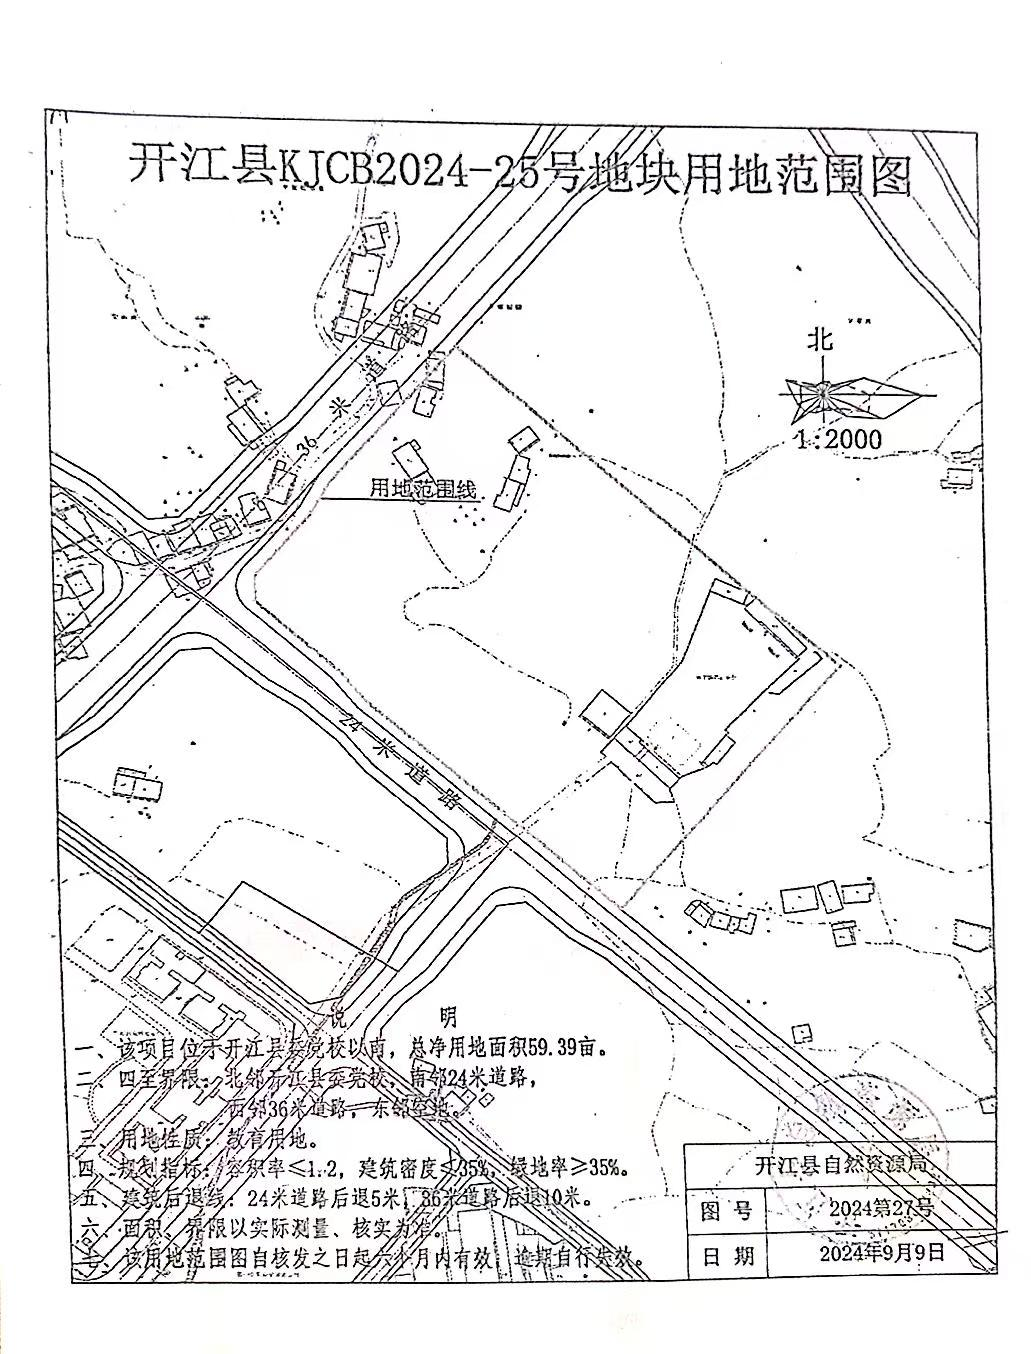 开江县KJCB2024-25号地块用地范围图
北
1:2000
36米道路
用地范围线
24米道路
说 明
一、该项目位于开江县委党校以南，总净用地面积59.39亩。
二、四至界限：北邻开江县委党校，南邻24米道路，
西邻36米道路，东邻空地。
三、用地性质：教育用地。
四、规划指标：容积率≤1.2，建筑密度≤35%，绿地率≥35%。
五、建筑后退线：24米道路后退5米，36米道路后退10米。
六、面积、界限以实际测量、核实为准。
七、该用地范围图自核发之日起六个月内有效，逾期自行失效。
开江县自然资源局
图 号 2024第27号
日 期 2024年9月9日